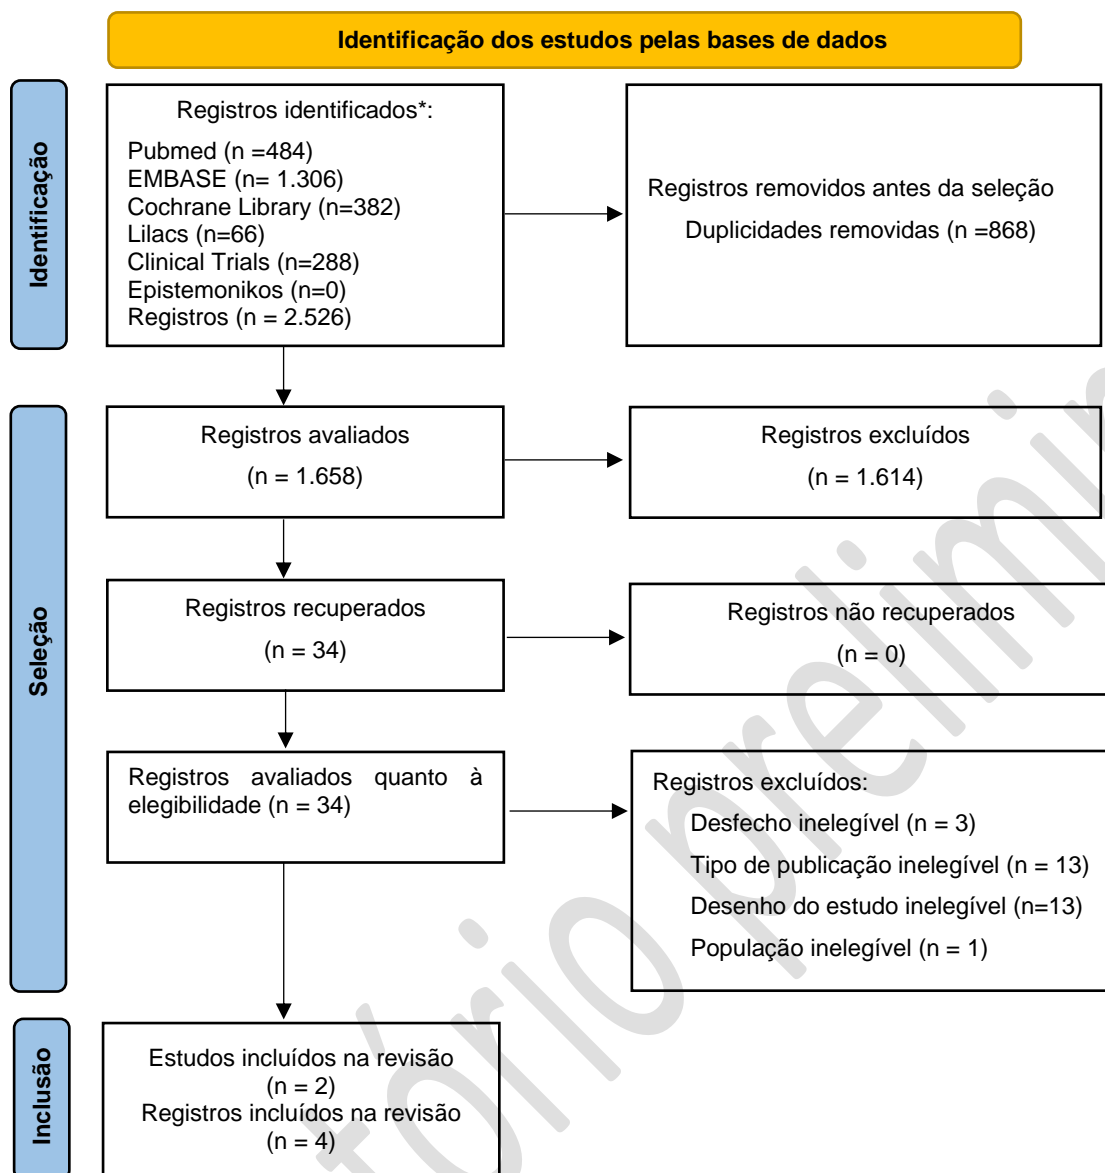 Identificação dos estudos pelas bases de dados
Identificação
Registros identificados*:
Pubmed (n =484)
EMBASE (n= 1.306)
Cochrane Library (n=382)
Lilacs (n=66)
Clinical Trials (n=288)
Epistemonikos (n=0)
Registros (n = 2.526)
Registros removidos antes da seleção
Duplicidades removidas (n =868)
Seleção
Registros avaliados
(n = 1.658)
Registros excluídos
(n = 1.614)
Registros recuperados
(n = 34)
Registros não recuperados
(n = 0)
Registros avaliados quanto à
elegibilidade (n = 34)
Registros excluídos:
Desfecho inelegível (n = 3)
Tipo de publicação inelegível (n = 13)
Desenho do estudo inelegível (n=13)
População inelegível (n = 1)
Inclusão
Estudos incluídos na revisão
(n = 2)
Registros incluídos na revisão
(n = 4)
tório prelimin